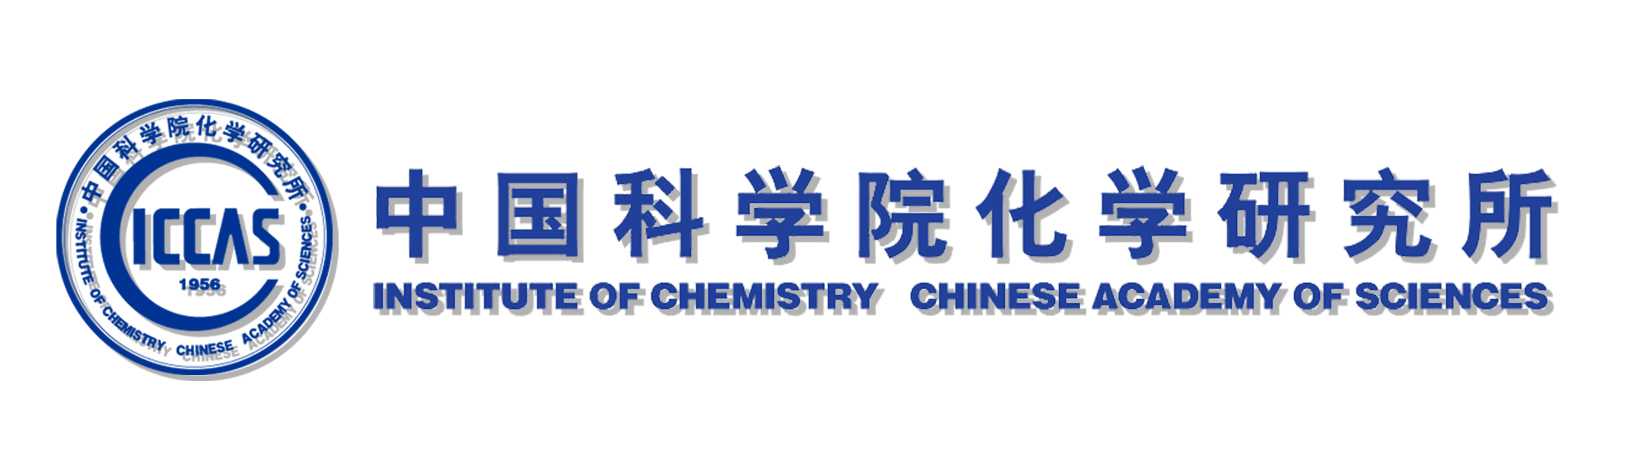 中国科学院化学研究所
ICCAS
1956
INSTITUTE OF CHEMISTRY CHINESE ACADEMY OF SCIENCES
中国科学院化学研究所
INSTITUTE OF CHEMISTRY CHINESE ACADEMY OF SCIENCES